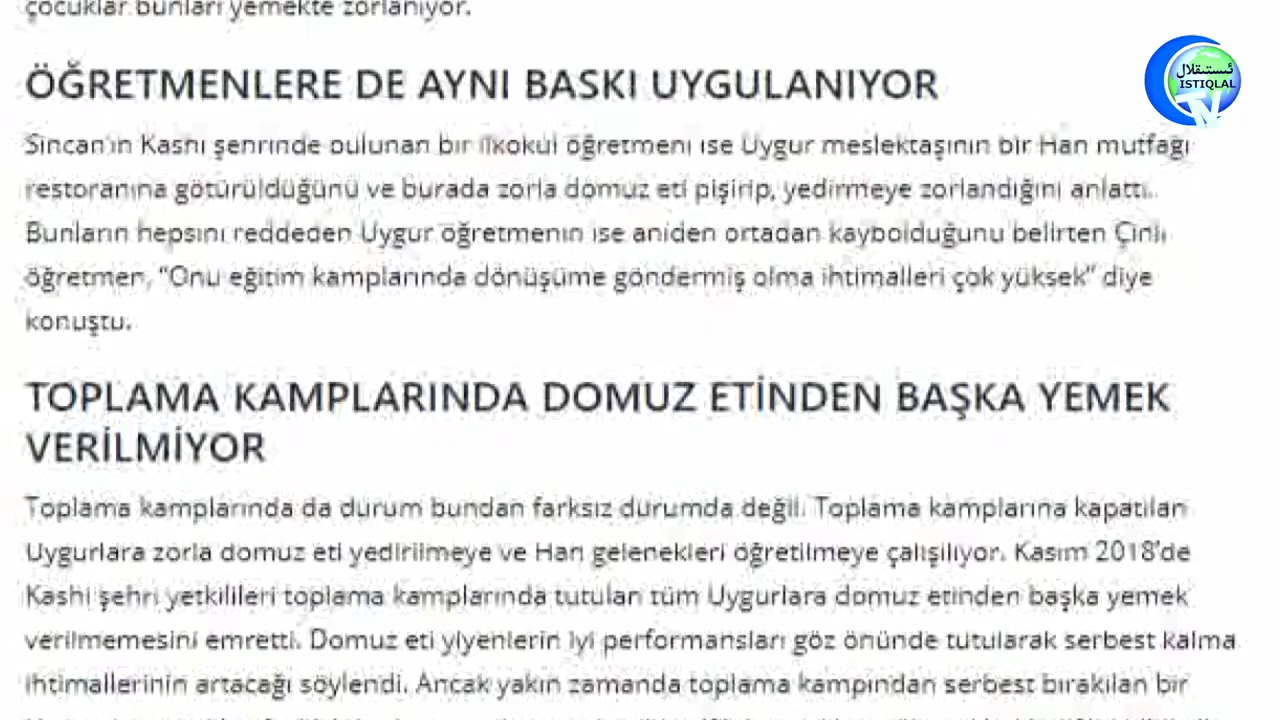 çocuklar bunları yemekte zorlanıyor.
ÖĞRETMENLERE DE AYNI BASKI UYGULANIYOR
Sincan'ın Kashi şehrinde bulunan bir ilkokul öğretmeni ise Uygur meslektaşının bir Han mutfağı
restoranına götürüldüğünü ve burada zorla domuz eti pişirip, yedirmeye zorlandığını anlattı.
Bunların hepsini reddeden Uygur öğretmenin ise aniden ortadan kaybolduğunu belirten Çinli
öğretmen, "Onu eğitim kamplarında dönüşüme göndermiş olma ihtimalleri çok yüksek" diye
konuştu.
TOPLAMA KAMPLARINDA DOMUZ ETİNDEN BAŞKA YEMEK
VERİLMİYOR
Toplama kamplarında da durum bundan farksız durumda değil. Toplama kamplarına kapatılan
Uygurlara zorla domuz eti yedirilmeye ve Han gelenekleri öğretilmeye çalışılıyor. Kasım 2018'de
Kashi şehri yetkilileri toplama kamplarında tutulan tüm Uygurlara domuz etinden başka yemek
verilmemesini emretti. Domuz eti yiyenlerin iyi performansları göz önünde tutularak serbest kalma
ihtimallerinin artacağı söylendi. Ancak yakın zamanda toplama kampından serbest bırakılan bir
ئىستىقلال
ISTIQLAL
TV